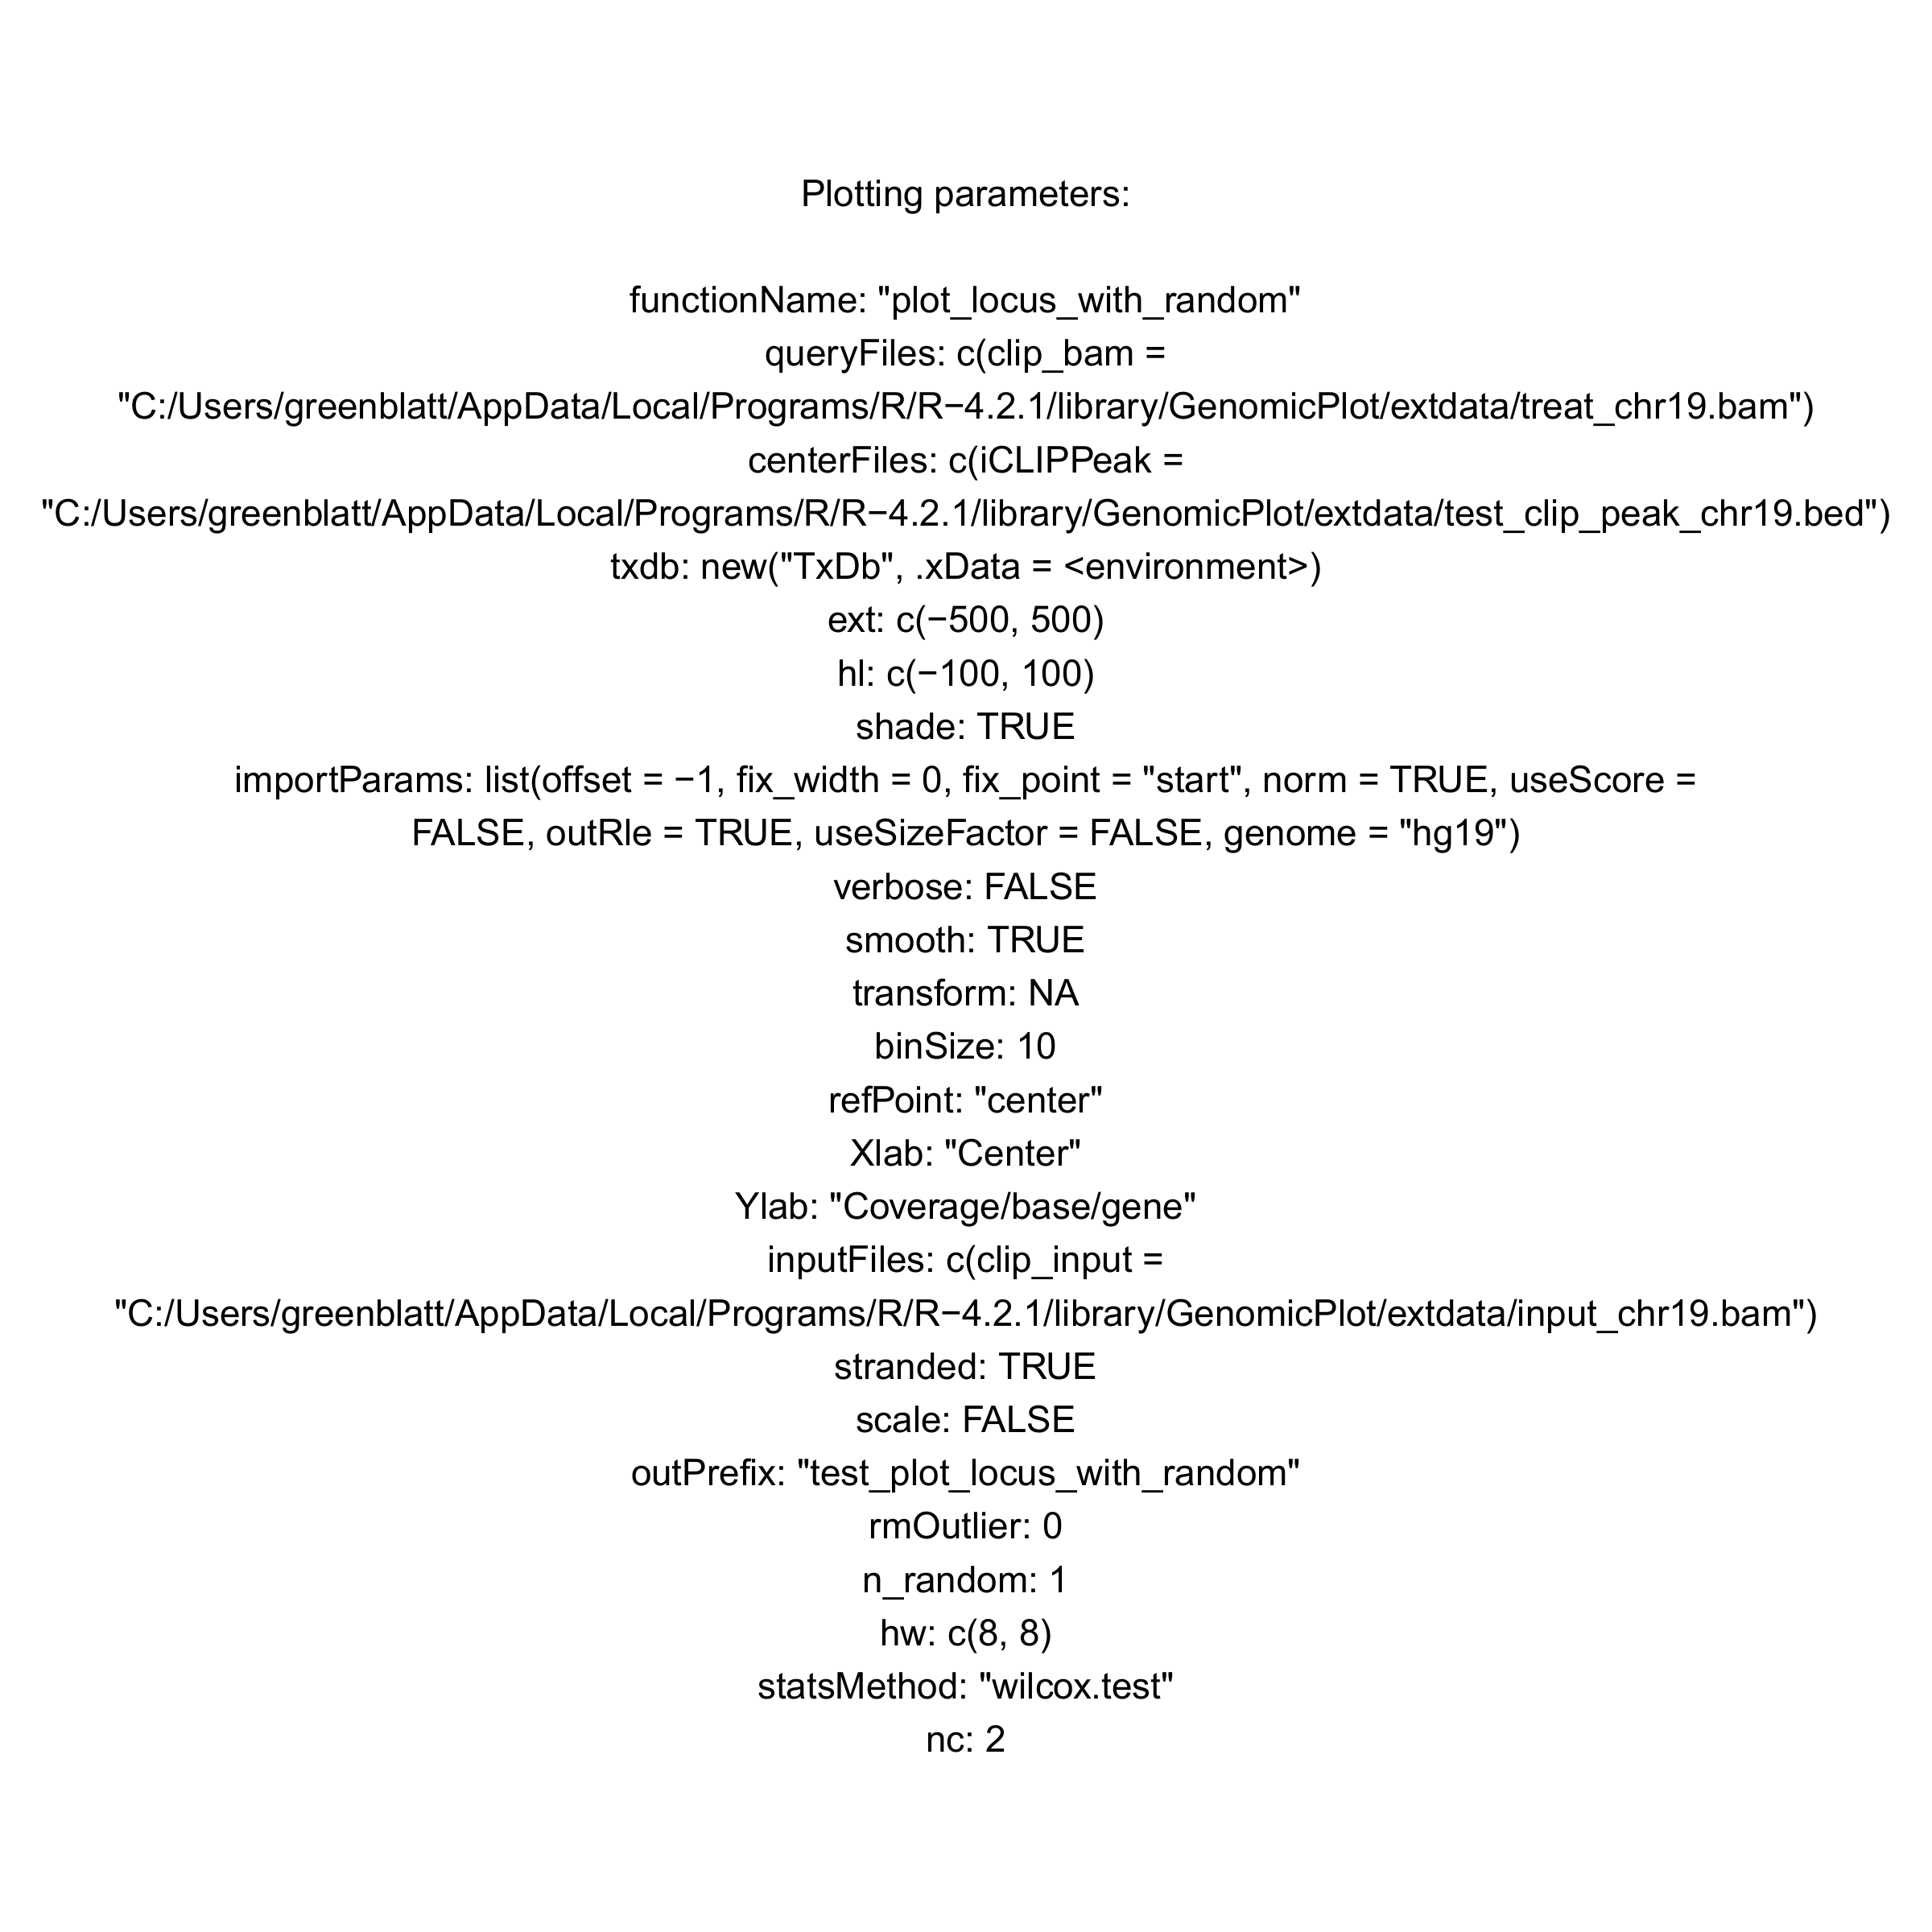 Plotting parameters:
functionName: "plot_locus_with_random"
queryFiles: c(clip_bam =
"C:/Users/greenblatt/AppData/Local/Programs/R/R−4.2.1/library/GenomicPlot/extdata/treat_chr19.bam")
centerFiles: c(iCLIPPeak =
"C:/Users/greenblatt/AppData/Local/Programs/R/R−4.2.1/library/GenomicPlot/extdata/test_clip_peak_chr19.bed")
txdb: new("TxDb", .xData = <environment>)
ext: c(−500, 500)
hl: c(−100, 100)
shade: TRUE
importParams: list(offset = −1, fix_width = 0, fix_point = "start", norm = TRUE, useScore =
FALSE, outRle = TRUE, useSizeFactor = FALSE, genome = "hg19")
verbose: FALSE
smooth: TRUE
transform: NA
binSize: 10
refPoint: "center"
Xlab: "Center"
Ylab: "Coverage/base/gene"
inputFiles: c(clip_input =
"C:/Users/greenblatt/AppData/Local/Programs/R/R−4.2.1/library/GenomicPlot/extdata/input_chr19.bam")
stranded: TRUE
scale: FALSE
outPrefix: "test_plot_locus_with_random"
rmOutlier: 0
n_random: 1
hw: c(8, 8)
statsMethod: "wilcox.test"
nc: 2